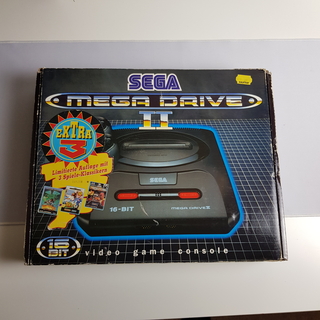 SEGA
MEGA DRIVE
II
EXTRA
3
Limitierte Auflage mit
3 Spiele-Klassikern
SEGA
16-BIT
MEGA DRIVE II
16
BIT
video game console